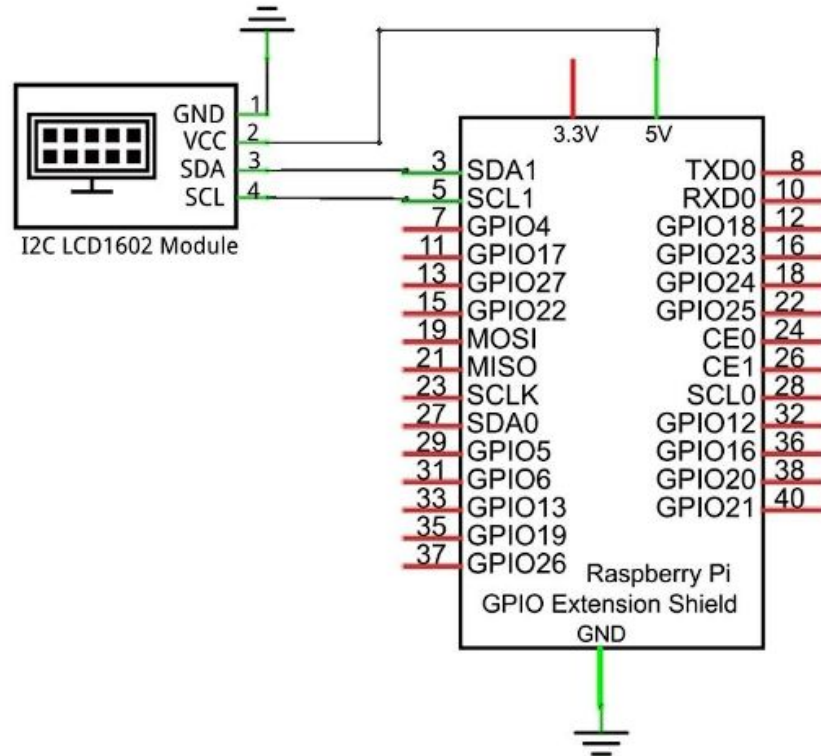 GND 1
VCC 2
SDA 3
SCL 4
I2C LCD1602 Module
3.3V 5V
3 SDA1 TXD0 8
5 SCL1 RXD0 10
7 GPIO4 GPIO18 12
11 GPIO17 GPIO23 16
13 GPIO27 GPIO24 18
15 GPIO22 GPIO25 22
19 MOSI CE0 24
21 MISO CE1 26
23 SCLK SCL0 28
27 SDA0 GPIO12 32
29 GPIO5 GPIO16 36
31 GPIO6 GPIO20 38
33 GPIO13 GPIO21 40
35 GPIO19
37 GPIO26
Raspberry Pi
GPIO Extension Shield
GND